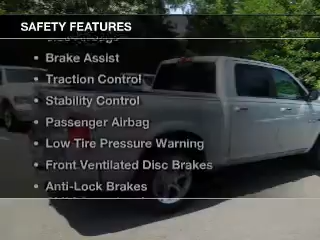 SAFETY FEATURES
• Brake Assist
• Traction Control
• Stability Control
• Passenger Airbag
• Low Tire Pressure Warning
• Front Ventilated Disc Brakes
• Anti-Lock Brakes